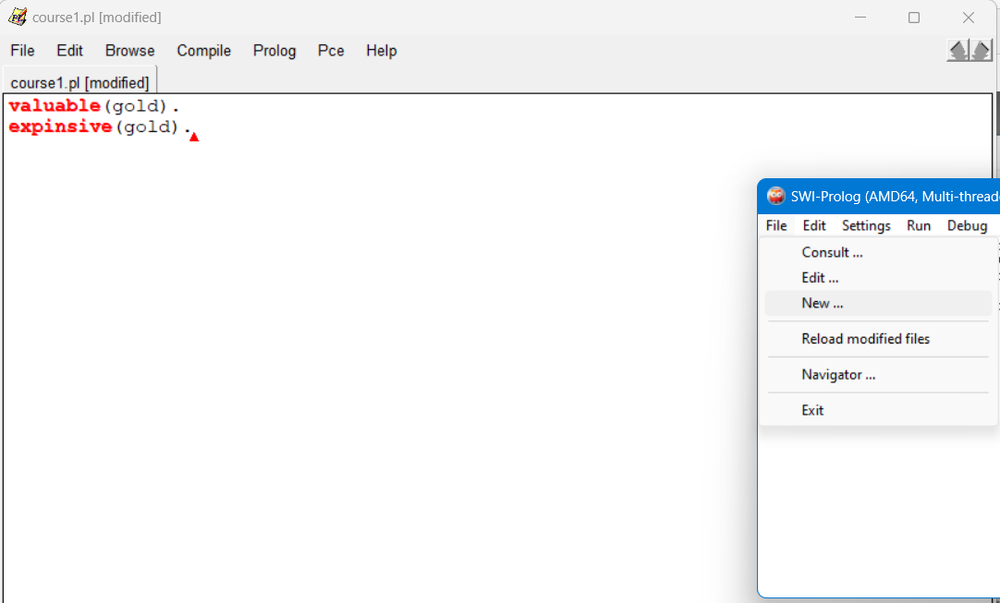 course1.pl [modified]
File Edit Browse Compile Prolog Pce Help
course1.pl [modified]
valuable(gold).
expinsive(gold).
SWI-Prolog (AMD64, Multi-thread
File Edit Settings Run Debug
Consult ...
Edit ...
New ...
Reload modified files
Navigator ...
Exit